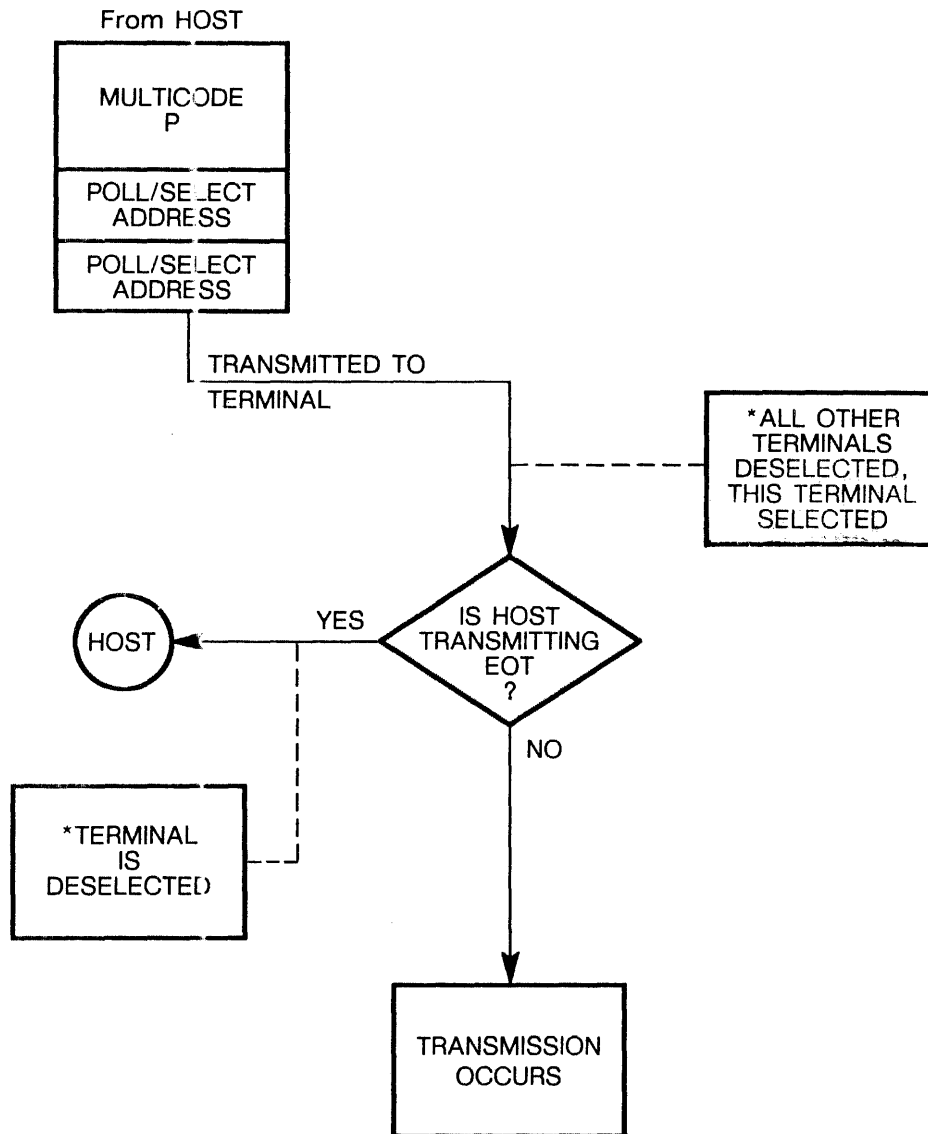 From HOST
MULTICODE
P
POLL/SELECT
ADDRESS
POLL/SELECT
ADDRESS
TRANSMITTED TO
TERMINAL
*ALL OTHER
TERMINALS
DESELECTED,
THIS TERMINAL
SELECTED
IS HOST
TRANSMITTING
EOT
?
YES
HOST
NO
*TERMINAL
IS
DESELECTED
TRANSMISSION
OCCURS